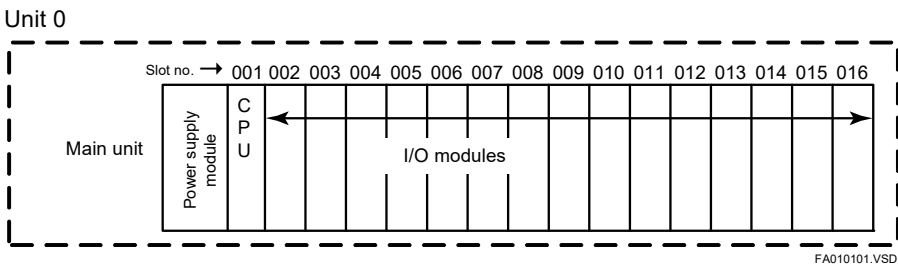 Unit 0
Slot no. → 001 002 003 004 005 006 007 008 009 010 011 012 013 014 015 016
Main unit
Power supply
module
C
P
U
I/O modules
FA010101.VSD